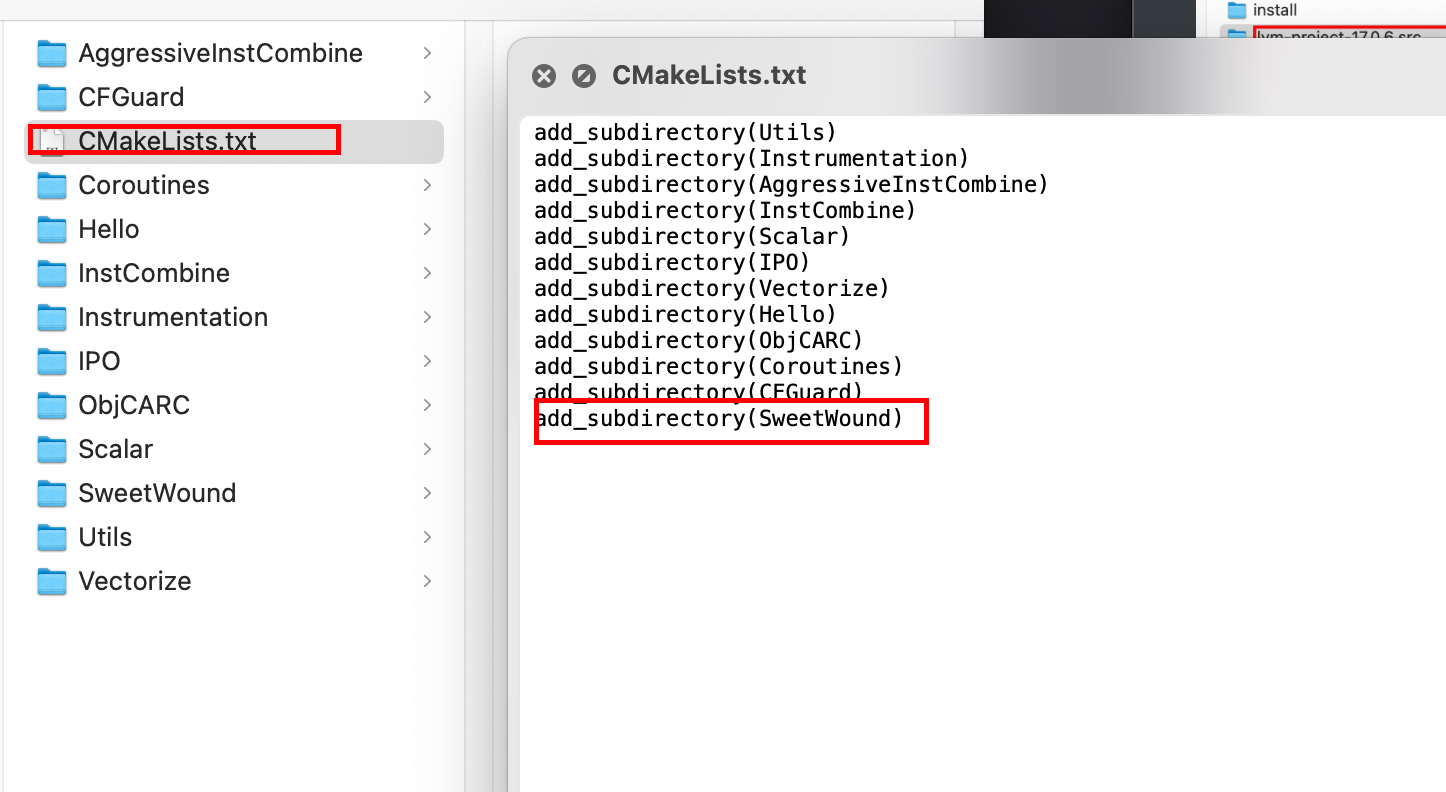 AggressiveInstCombine
CFGuard
CMakeLists.txt
Coroutines
Hello
InstCombine
Instrumentation
IPO
ObjCARC
Scalar
SweetWound
Utils
Vectorize
install
lvm-project-17.0.6.src
CMakeLists.txt
add_subdirectory(Utils)
add_subdirectory(Instrumentation)
add_subdirectory(AggressiveInstCombine)
add_subdirectory(InstCombine)
add_subdirectory(Scalar)
add_subdirectory(IPO)
add_subdirectory(Vectorize)
add_subdirectory(Hello)
add_subdirectory(ObjCARC)
add_subdirectory(Coroutines)
add_subdirectory(CFGuard)
add_subdirectory(SweetWound)